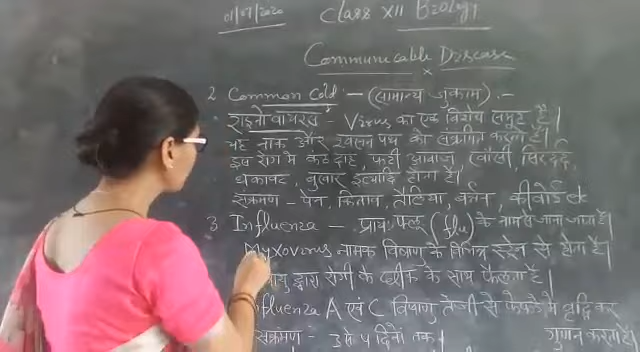 01/07/2020
Class XII Biology
Communicable Disease
2 Common Cold - (सामान्य जुकाम) -
राइनो वायरस - Virus का एक विशेष समूह है।
यह नाक और श्वसन पथ को संक्रमित करता है।
इस रोग में कंठदाह, फटी आवाज, खाँसी, सिरदर्द
थकावट, बुखार इत्यादि होता है।
संक्रमण - पेन, किताब, तौलिया, बर्तन, कीबोर्ड etc
3 Influenza - प्रायः फ्लू (flu) के नाम से जाना जाता है।
Myxovirus नामक विषाणु के विभिन्न स्ट्रेन से होता है।
वायु द्वारा रोगी के छींक के साथ फैलता है।
Influenza A एवं C विषाणु तेजी से फेफड़े में वृद्धि कर
गुणन करता है।
संक्रमण - 3 से 4 दिनों तक।